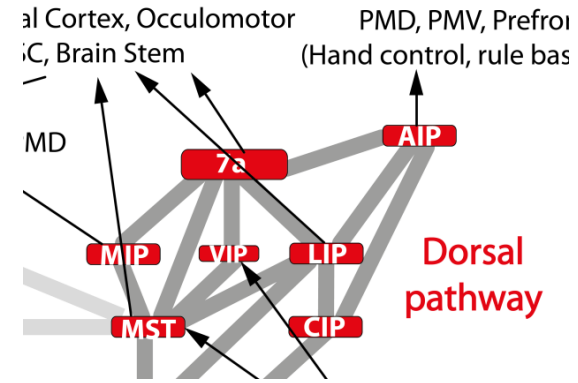 al Cortex, Occulomotor
SC, Brain Stem
PMD, PMV, Prefron
(Hand control, rule bas
MD
AIP
7a
MIP
VIP
LIP
Dorsal
pathway
MST
CIP